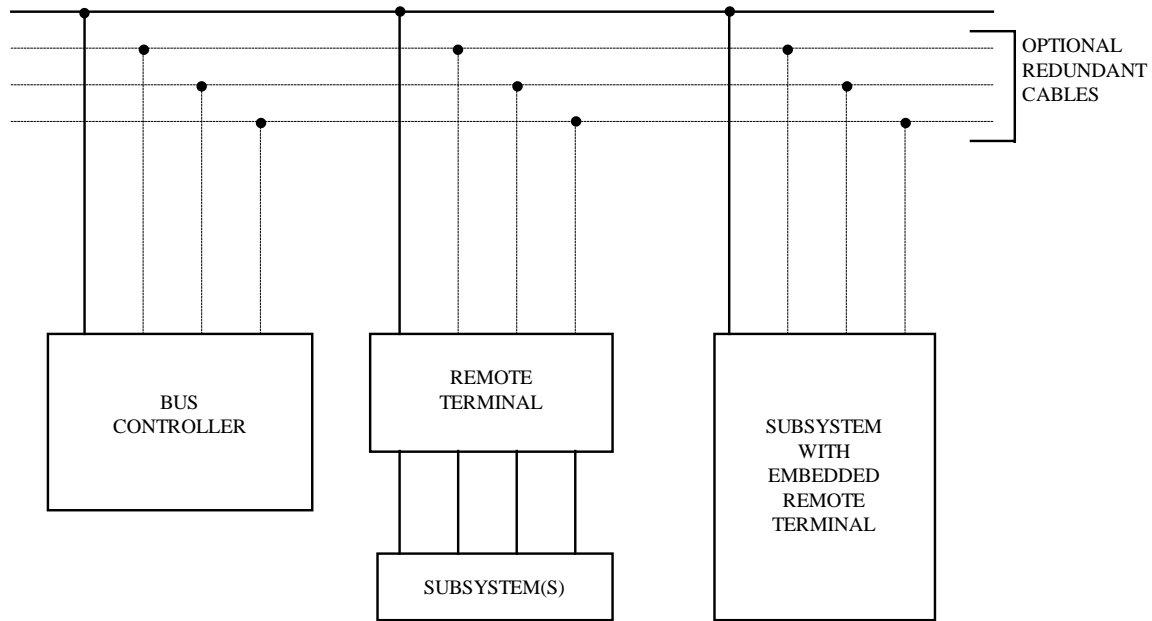 OPTIONAL
REDUNDANT
CABLES
BUS
CONTROLLER
REMOTE
TERMINAL
SUBSYSTEM
WITH
EMBEDDED
REMOTE
TERMINAL
SUBSYSTEM(S)